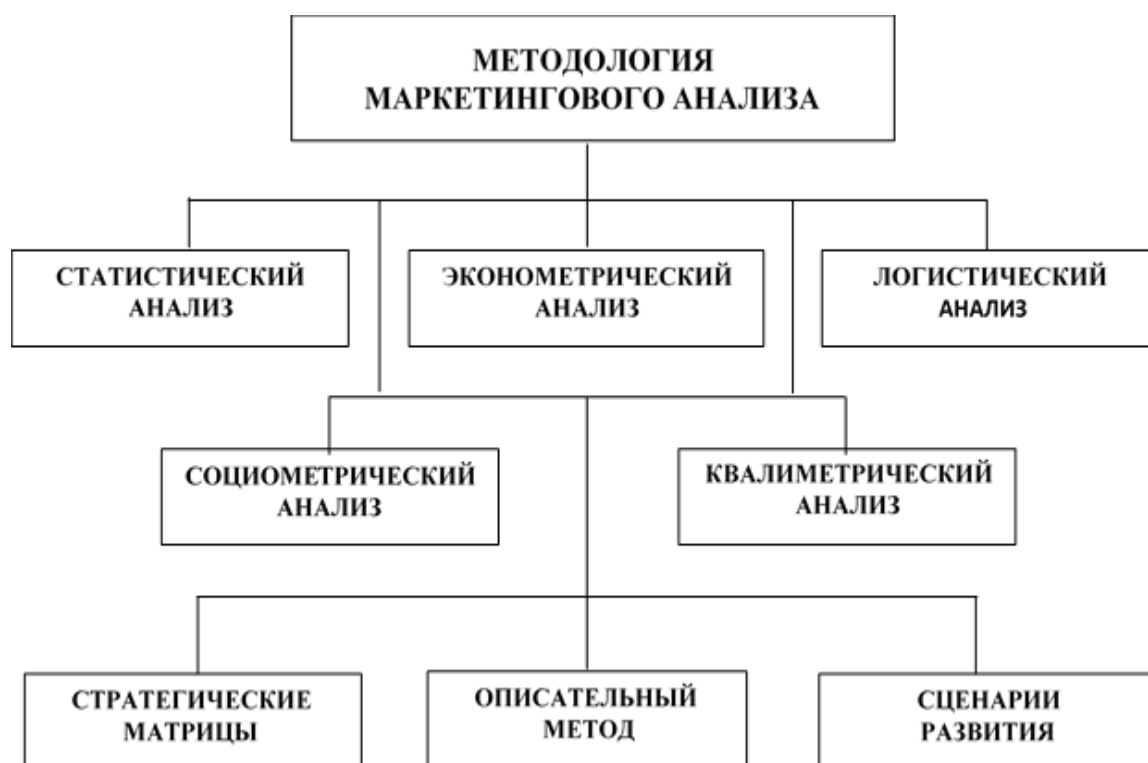 МЕТОДОЛОГИЯ
МАРКЕТИНГОВОГО АНАЛИЗА
СТАТИСТИЧЕСКИЙ
АНАЛИЗ
ЭКОНОМЕТРИЧЕСКИЙ
АНАЛИЗ
ЛОГИСТИЧЕСКИЙ
АНАЛИЗ
СОЦИОМЕТРИЧЕСКИЙ
АНАЛИЗ
КВАЛИМЕТРИЧЕСКИЙ
АНАЛИЗ
СТРАТЕГИЧЕСКИЕ
МАТРИЦЫ
ОПИСАТЕЛЬНЫЙ
МЕТОД
СЦЕНАРИИ
РАЗВИТИЯ